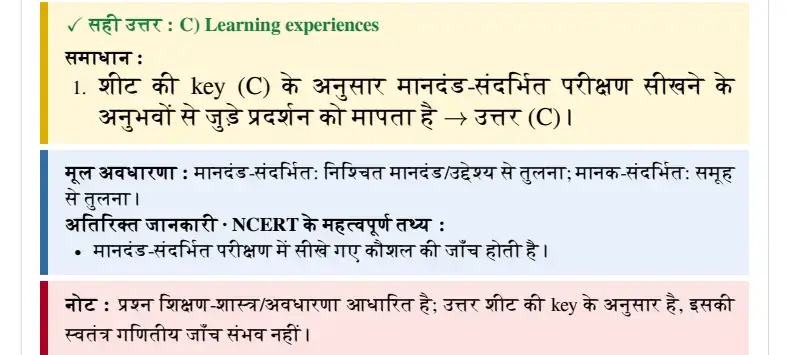 ✓ सही उत्तर : C) Learning experiences
समाधान :
1. शीट की key (C) के अनुसार मानदंड-संदर्भित परीक्षण सीखने के
अनुभवों से जुड़े प्रदर्शन को मापता है → उत्तर (C)।
मूल अवधारणा : मानदंड-संदर्भित: निश्चित मानदंड/उद्देश्य से तुलना; मानक-संदर्भित: समूह
से तुलना।
अतिरिक्त जानकारी · NCERT के महत्वपूर्ण तथ्य :
• मानदंड-संदर्भित परीक्षण में सीखे गए कौशल की जाँच होती है।
नोट : प्रश्न शिक्षण-शास्त्र/अवधारणा आधारित है; उत्तर शीट की key के अनुसार है, इसकी
स्वतंत्र गणितीय जाँच संभव नहीं।